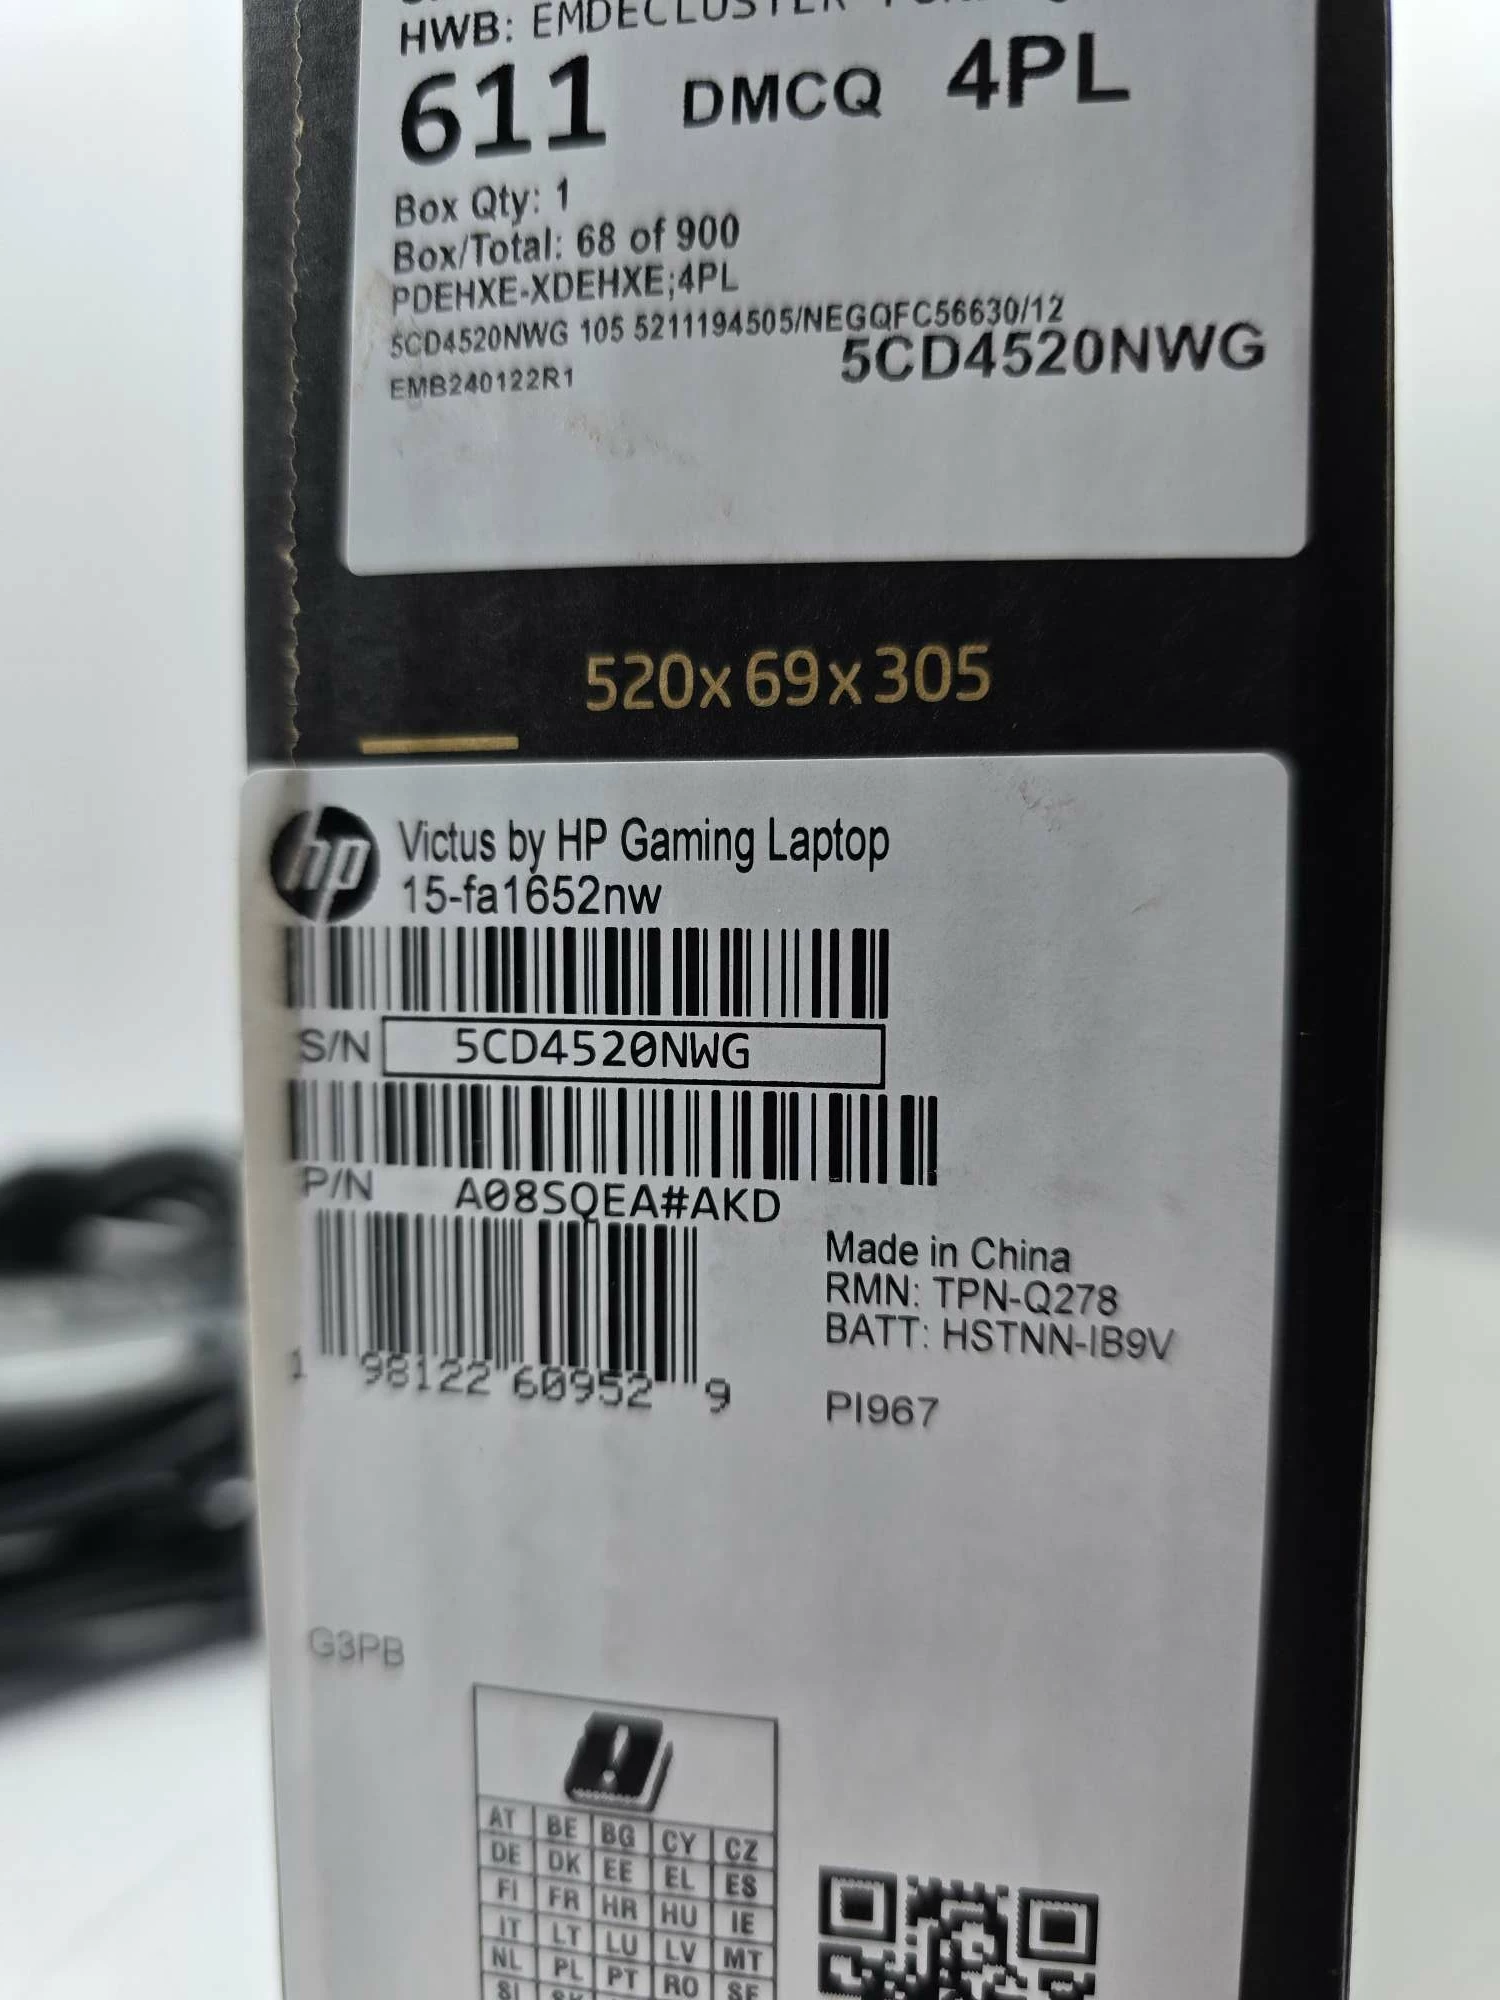 HWB: EMDECLUSTER
611 DMCQ 4PL
Box Qty: 1
Box/Total: 68 of 900
PDEHXE-XDEHXE;4PL
5CD4520NWG 105 5211194505/NEGQFC56630/12
5CD4520NWG
EMB240122R1
520x69x305
hp
Victus by HP Gaming Laptop
15-fa1652nw
S/N 5CD4520NWG
P/N A08SQEA#AKD
1 98122 60952 9
Made in China
RMN: TPN-Q278
BATT: HSTNN-IB9V
PI967
G3PB
AT BE BG CY CZ
DE DK EE EL ES
FI FR HR HU IE
IT LT LU LV MT
NL PL PT RO SE
SI SK